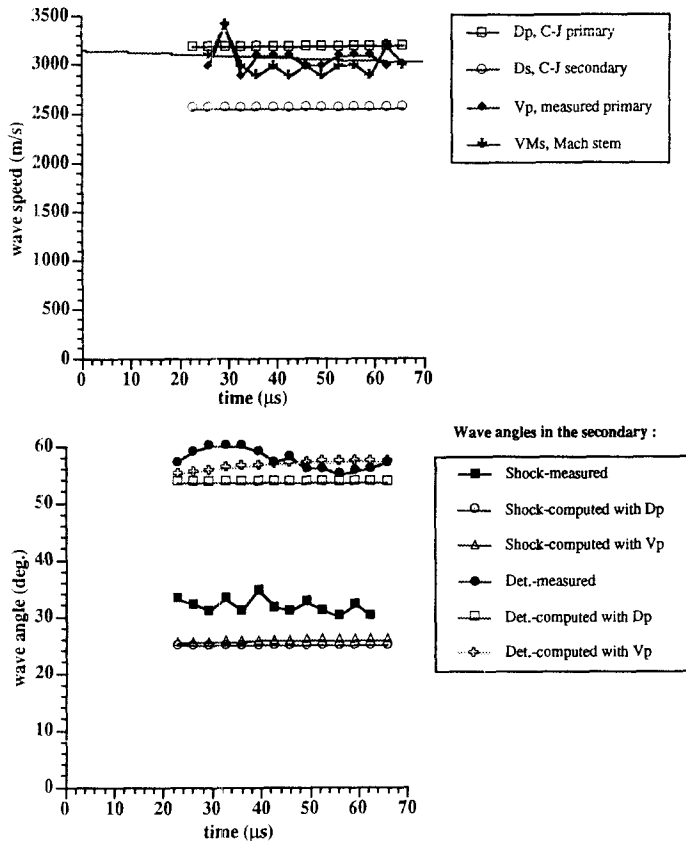 3500
3000
2500
2000
1500
1000
500
0
wave speed (m/s)
0 10 20 30 40 50 60 70
time (μs)
Dp, C-J primary
Ds, C-J secondary
Vp, measured primary
VMs, Mach stem
60
50
40
30
20
10
0
wave angle (deg.)
0 10 20 30 40 50 60 70
time (μs)
Wave angles in the secondary :
Shock-measured
Shock-computed with Dp
Shock-computed with Vp
Det.-measured
Det.-computed with Dp
Det.-computed with Vp